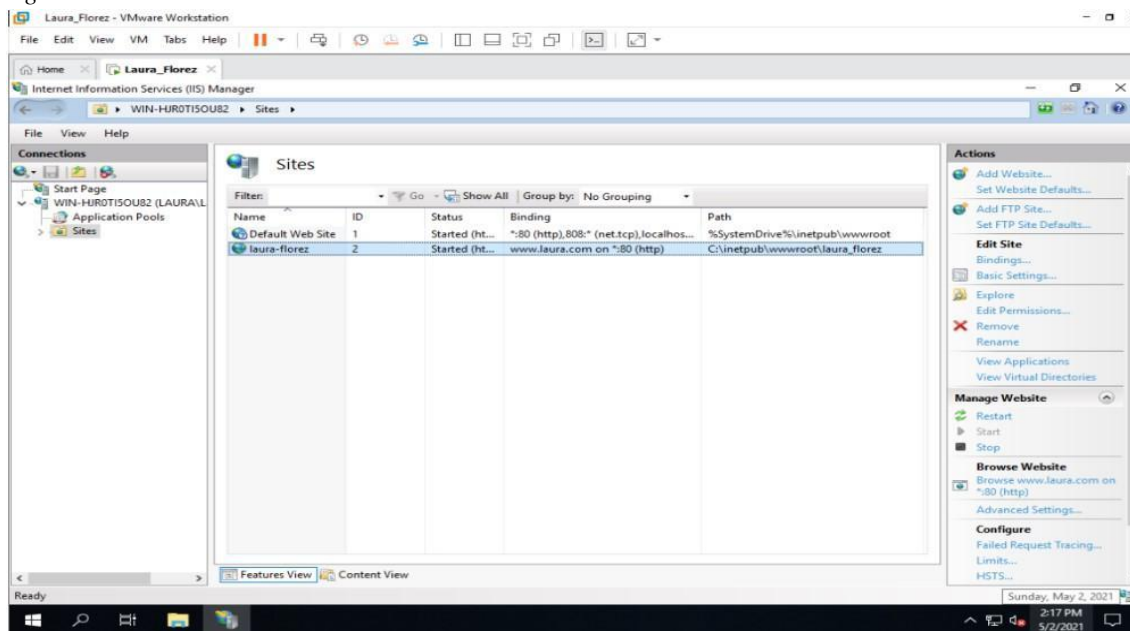 Laura_Florez - VMware Workstation
File Edit View VM Tabs Help
Home
Laura_Florez
Internet Information Services (IIS) Manager
WIN-HJR0TI5OU82 Sites
File View Help
Connections
Start Page
WIN-HJR0TI5OU82 (LAURA\L
Application Pools
Sites
Sites
Filter: Go Show All Group by: No Grouping
Name ID Status Binding Path
Default Web Site 1 Started (ht... *:80 (http),808:* (net.tcp),localhos... %SystemDrive%\inetpub\wwwroot
laura-florez 2 Started (ht... www.laura.com on *:80 (http) C:\inetpub\wwwroot\laura_florez
Features View Content View
Actions
Add Website...
Set Website Defaults...
Add FTP Site...
Set FTP Site Defaults...
Edit Site
Bindings...
Basic Settings...
Explore
Edit Permissions...
Remove
Rename
View Applications
View Virtual Directories
Manage Website
Restart
Start
Stop
Browse Website
Browse www.laura.com on
*:80 (http)
Advanced Settings...
Configure
Failed Request Tracing...
Limits...
HSTS...
Ready
Sunday, May 2, 2021
2:17 PM
5/2/2021